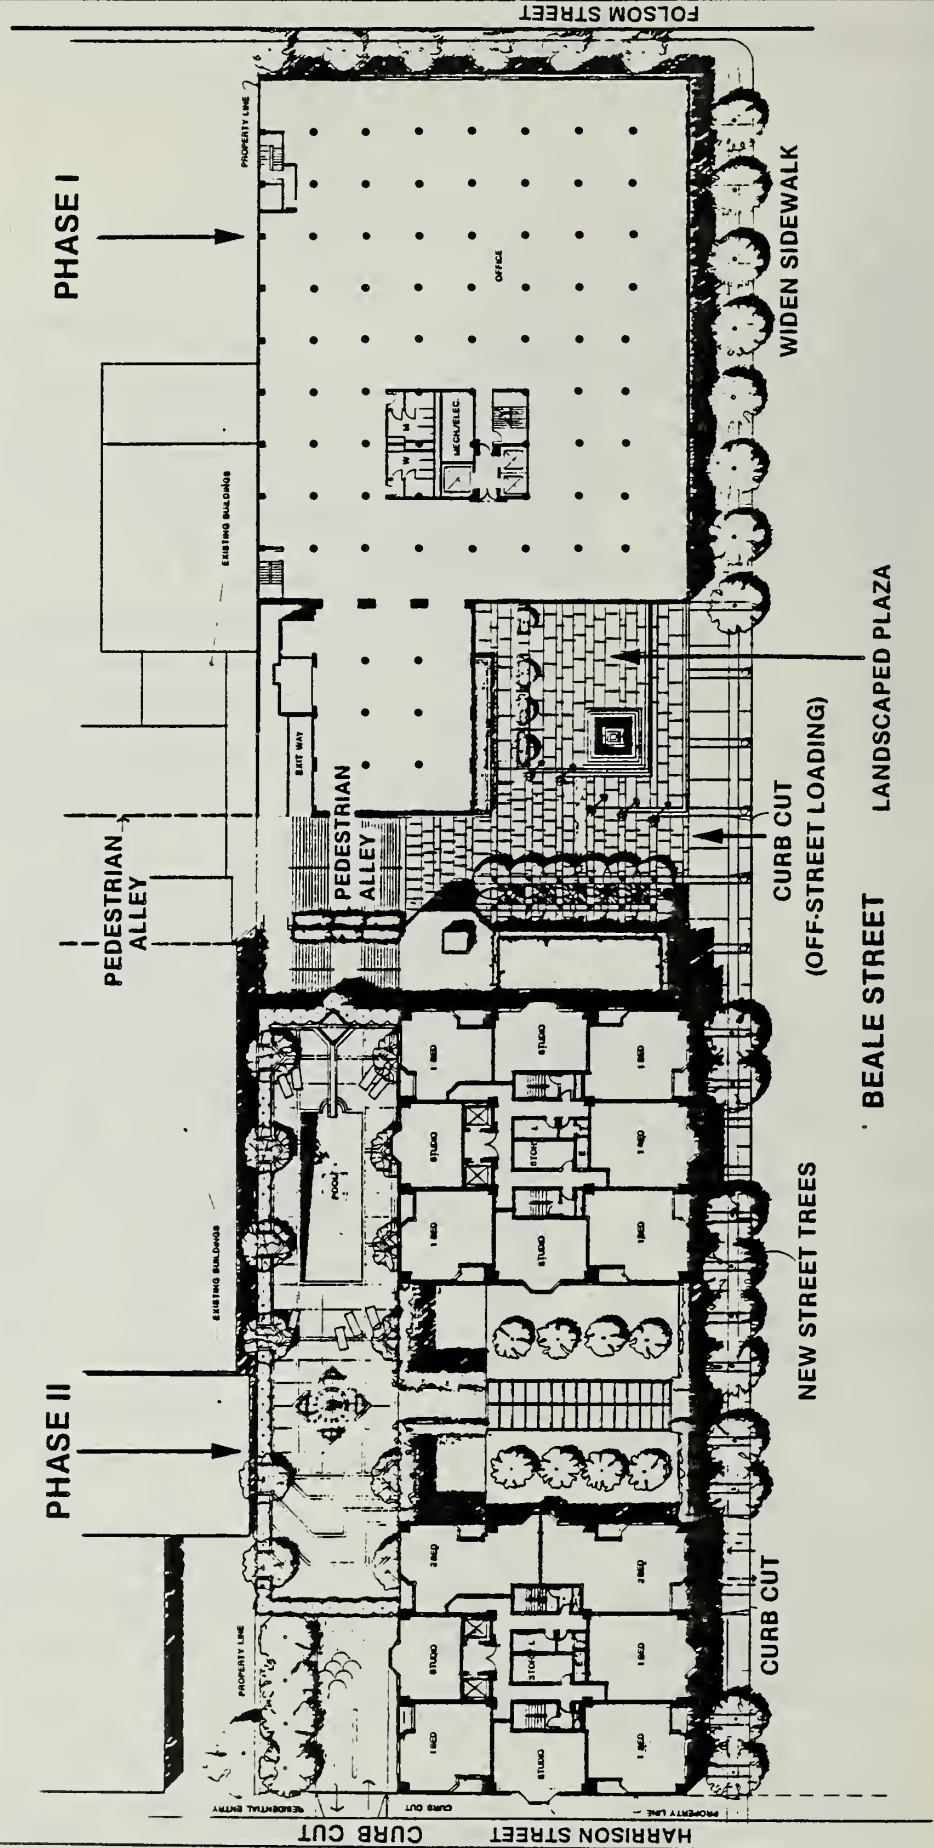 FOLSOM STREET
PHASE I
PROPERTY LINE
OFFICE
WIDEN SIDEWALK
W
M
MECH./ELEC.
EXISTING BUILDINGS
LANDSCAPED PLAZA
EXIT WAY
PEDESTRIAN
ALLEY
PEDESTRIAN
ALLEY
CURB CUT
(OFF-STREET LOADING)
BEALE STREET
1 BED
STUDIO
1 BED
STUDIO
STOR
E
1 BED
1 BED
STUDIO
1 BED
POOL
EXISTING BUILDINGS
NEW STREET TREES
PHASE II
2 BED
2 BED
STUDIO
STOR
E
1 BED
1 BED
STUDIO
1 BED
CURB CUT
PROPERTY LINE
RESIDENTIAL ENTRY
CURB CUT
PROPERTY LINE
CURB CUT
HARRISON STREET